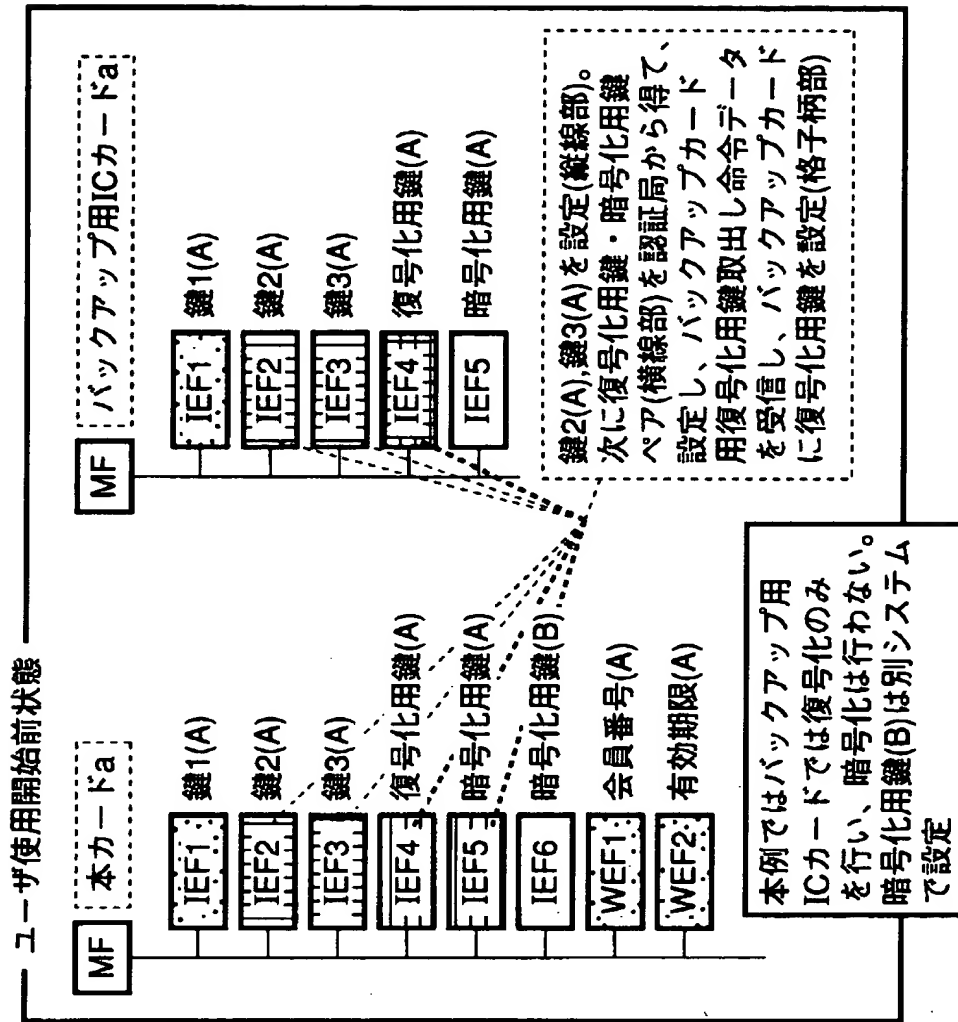 ユーザ使用開始前状態
本カードa
MF
IEF1
鍵1(A)
IEF2
鍵2(A)
IEF3
鍵3(A)
IEF4
復号化用鍵(A)
IEF5
暗号化用鍵(A)
IEF6
暗号化用鍵(B)
WEF1
会員番号(A)
WEF2
有効期限(A)
バックアップ用ICカードa
MF
IEF1
鍵1(A)
IEF2
鍵2(A)
IEF3
鍵3(A)
IEF4
復号化用鍵(A)
IEF5
暗号化用鍵(A)
鍵2(A),鍵3(A)を設定(縦線部)。
次に復号化用鍵・暗号化用鍵
ペア(横線部)を認証局から得て、
設定し、バックアップカード
用復号化用鍵取出し命令データ
を受信し、バックアップカード
に復号化用鍵を設定(格子柄部)
本例ではバックアップ用
ICカードでは復号化のみ
を行い、暗号化は行わない。
暗号化用鍵(B)は別システム
で設定